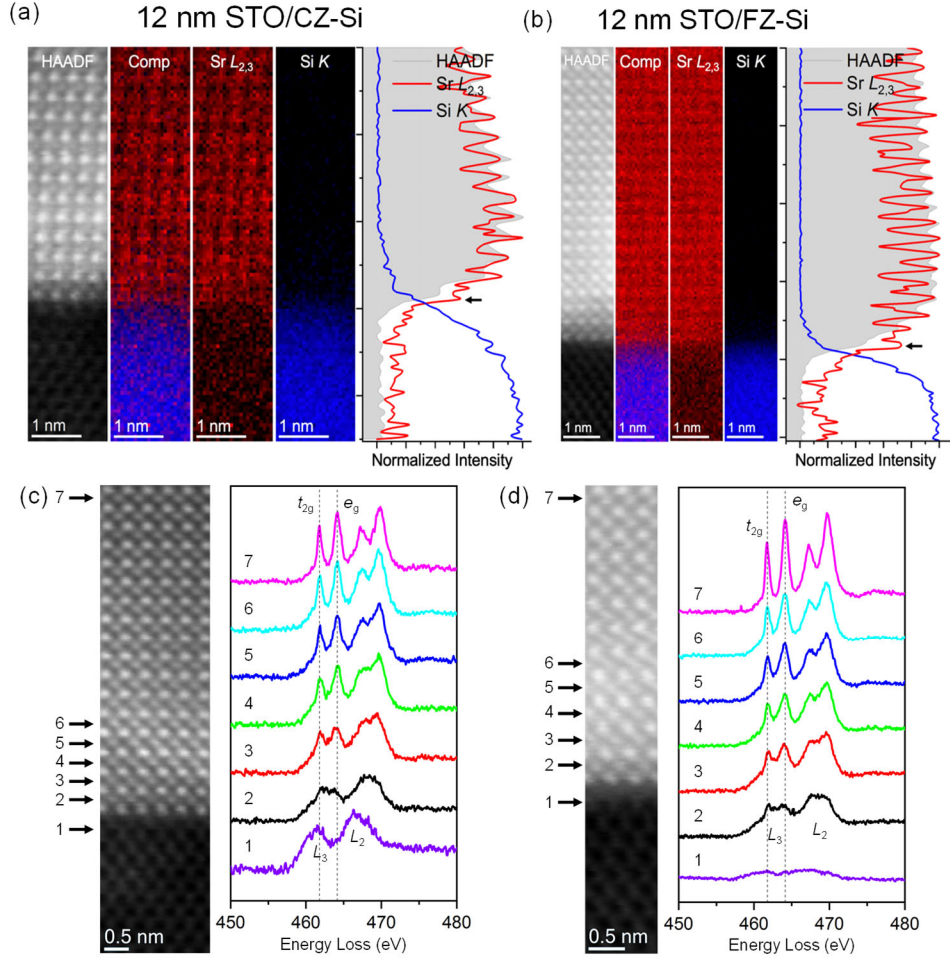 (a)
12 nm STO/CZ-Si
HAADF
Comp
Sr L2,3
Si K
HAADF
Sr L2,3
Si K
1 nm
1 nm
1 nm
1 nm
Normalized Intensity
(b)
12 nm STO/FZ-Si
HAADF
Comp
Sr L2,3
Si K
HAADF
Sr L2,3
Si K
1 nm
1 nm
1 nm
1 nm
Normalized Intensity
(c)
7
6
5
4
3
2
1
0.5 nm
t2g
eg
7
6
5
4
3
2
1
L3
L2
450
460
470
480
Energy Loss (eV)
(d)
7
6
5
4
3
2
1
0.5 nm
t2g
eg
7
6
5
4
3
2
1
L3
L2
450
460
470
480
Energy Loss (eV)